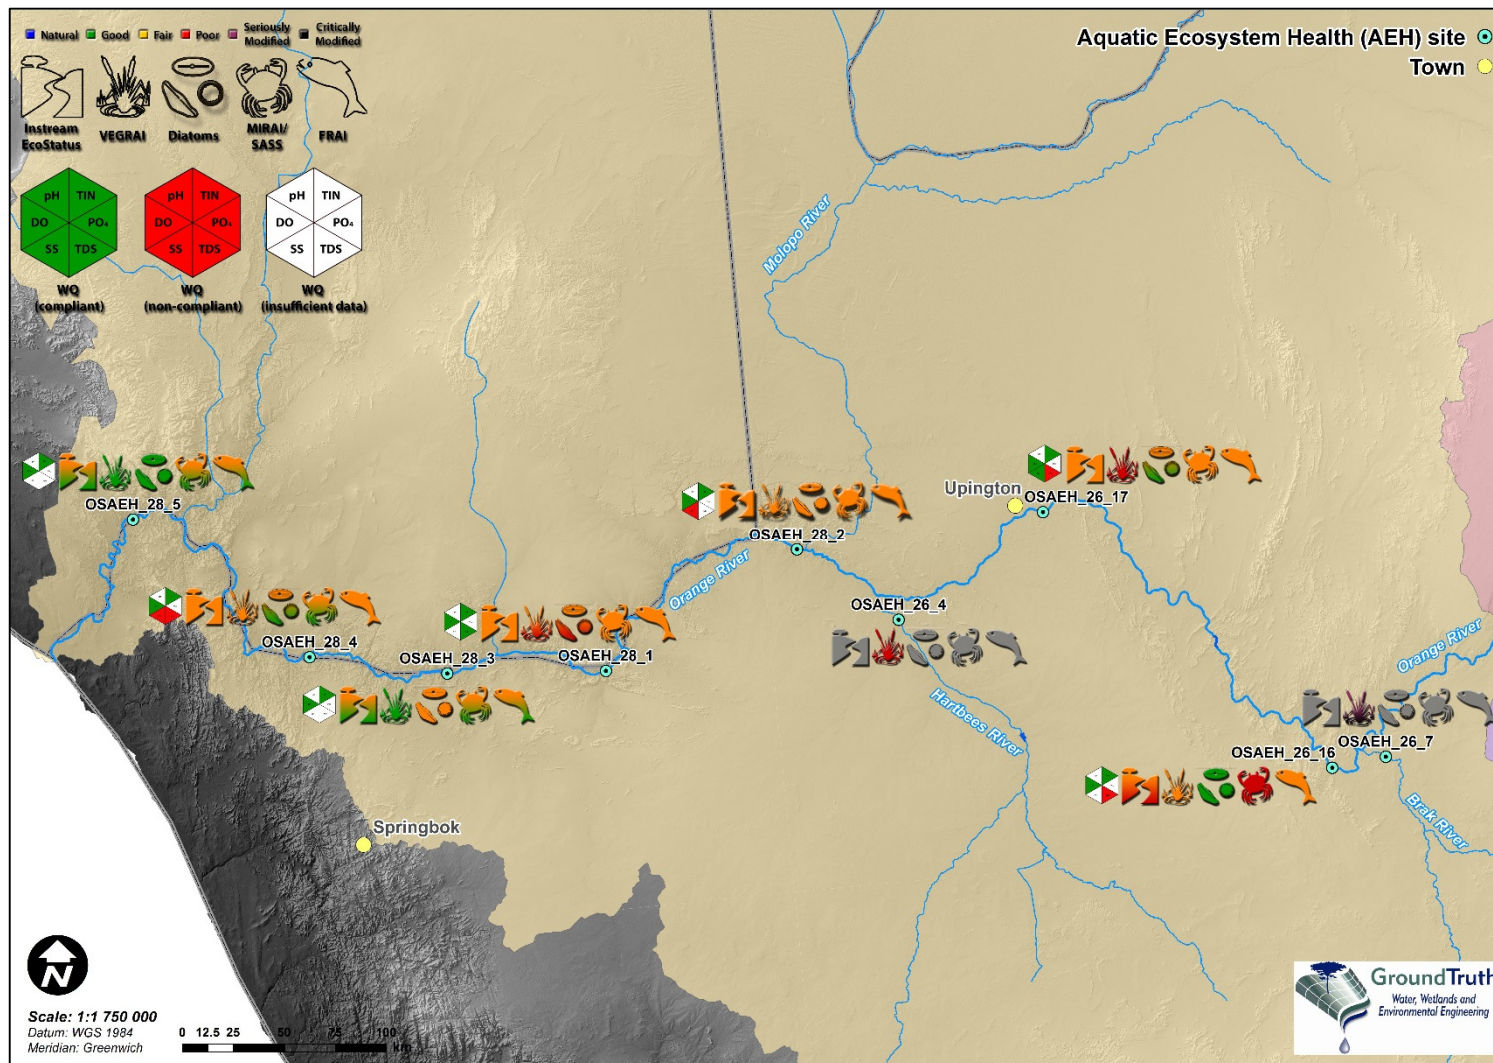 Natural
Good
Fair
Poor
Seriously
Modified
Critically
Modified
Aquatic Ecosystem Health (AEH) site
Town
Instream
EcoStatus
VEGRAI
Diatoms
MIRAI/
SASS
FRAI
pH TIN
DO PO₄
SS TDS
pH TIN
DO PO₄
SS TDS
pH TIN
DO PO₄
SS TDS
WQ
(compliant)
WQ
(non-compliant)
WQ
(insufficient data)
Molopo River
OSAEH_28_5
Upington
OSAEH_26_17
OSAEH_28_2
Orange River
OSAEH_26_4
OSAEH_28_4
OSAEH_28_3
OSAEH_28_1
Orange River
Hartbees River
OSAEH_26_16
OSAEH_26_7
Brak River
Springbok
N
Scale: 1:1 750 000
Datum: WGS 1984
Meridian: Greenwich
0 12.5 25 50 75 100
km
GroundTruth
Water, Wetlands and
Environmental Engineering